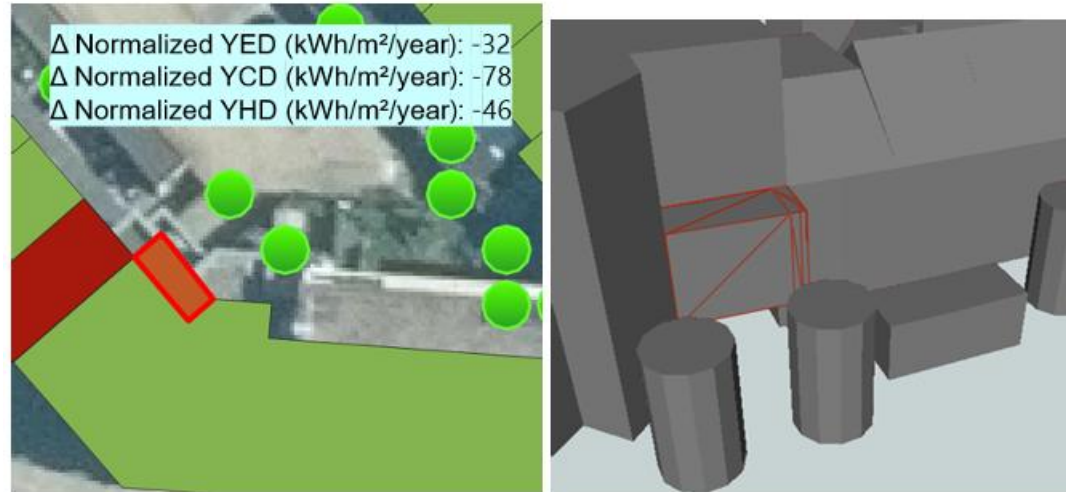 Δ Normalized YED (kWh/m²/year): -32
Δ Normalized YCD (kWh/m²/year): -78
Δ Normalized YHD (kWh/m²/year): -46